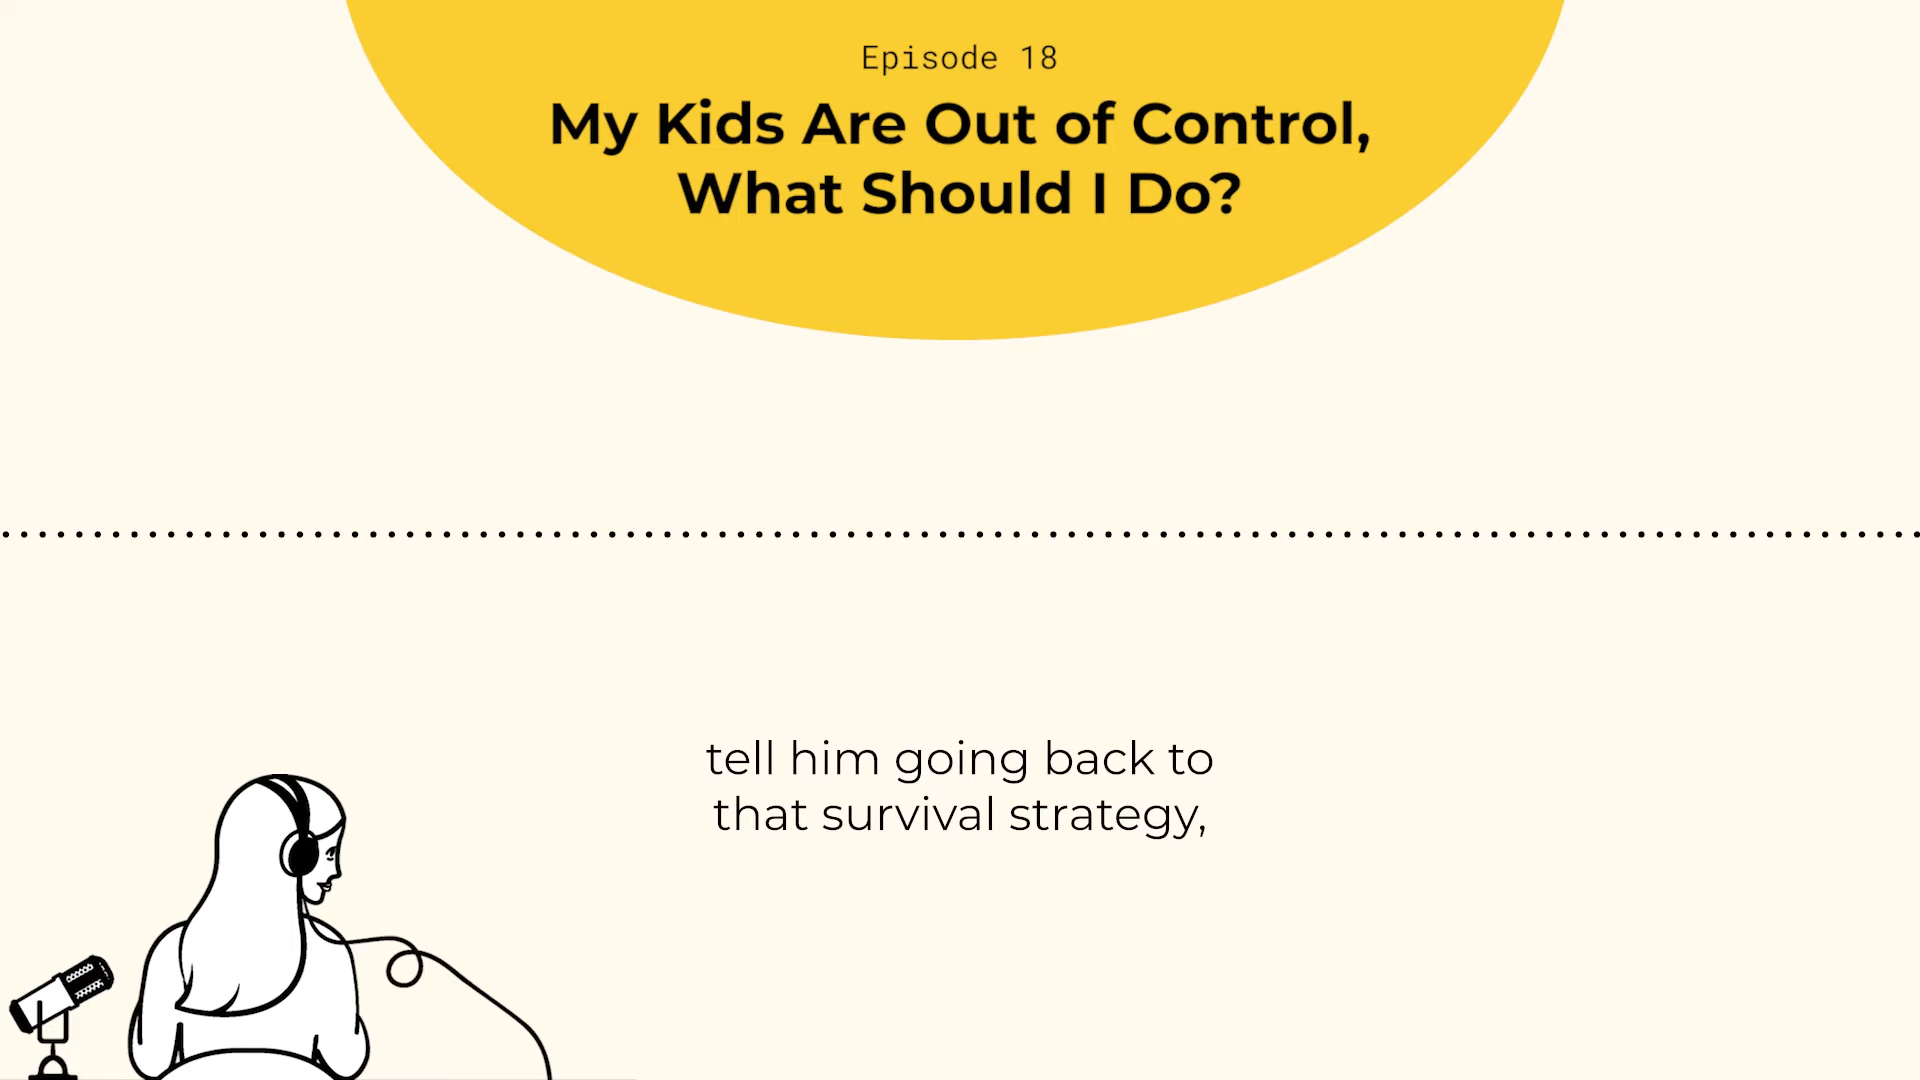 Episode 18
My Kids Are Out of Control,
What Should I Do?
tell him going back to
that survival strategy,